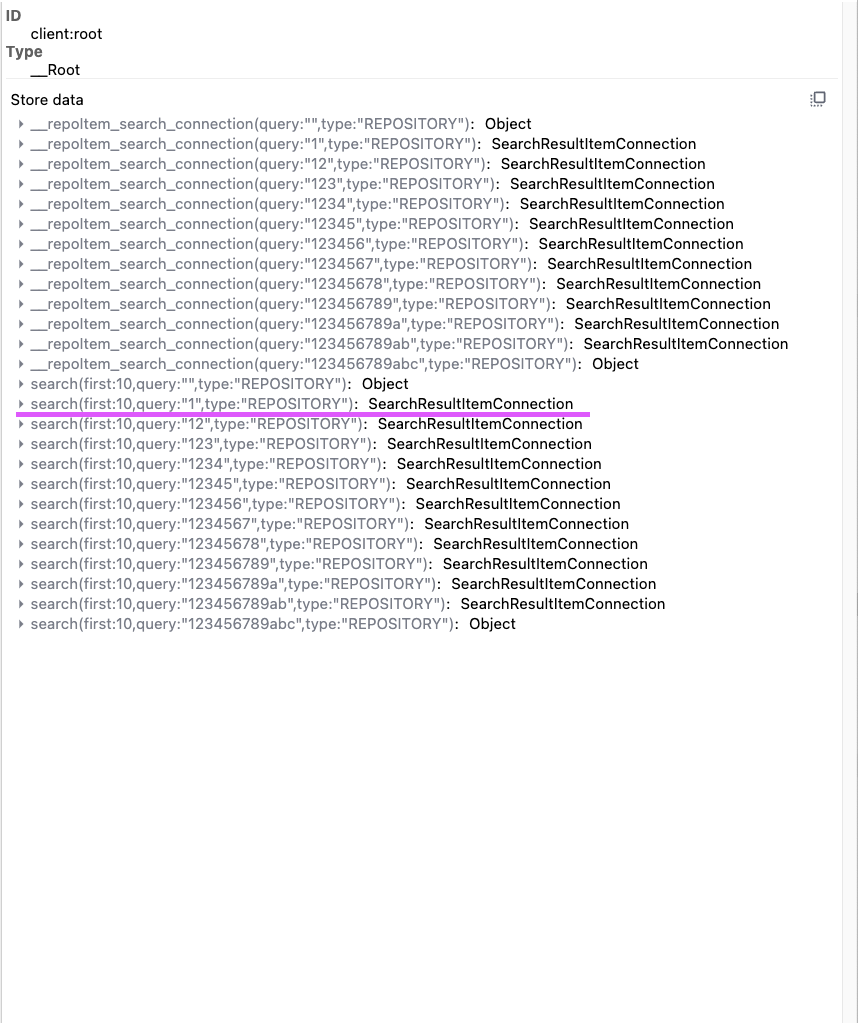 ID
client:root
Type
__Root
Store data
__repoItem_search_connection(query:"",type:"REPOSITORY"): Object
__repoItem_search_connection(query:"1",type:"REPOSITORY"): SearchResultItemConnection
__repoItem_search_connection(query:"12",type:"REPOSITORY"): SearchResultItemConnection
__repoItem_search_connection(query:"123",type:"REPOSITORY"): SearchResultItemConnection
__repoItem_search_connection(query:"1234",type:"REPOSITORY"): SearchResultItemConnection
__repoItem_search_connection(query:"12345",type:"REPOSITORY"): SearchResultItemConnection
__repoItem_search_connection(query:"123456",type:"REPOSITORY"): SearchResultItemConnection
__repoItem_search_connection(query:"1234567",type:"REPOSITORY"): SearchResultItemConnection
__repoItem_search_connection(query:"12345678",type:"REPOSITORY"): SearchResultItemConnection
__repoItem_search_connection(query:"123456789",type:"REPOSITORY"): SearchResultItemConnection
__repoItem_search_connection(query:"123456789a",type:"REPOSITORY"): SearchResultItemConnection
__repoItem_search_connection(query:"123456789ab",type:"REPOSITORY"): SearchResultItemConnection
__repoItem_search_connection(query:"123456789abc",type:"REPOSITORY"): Object
search(first:10,query:"",type:"REPOSITORY"): Object
search(first:10,query:"1",type:"REPOSITORY"): SearchResultItemConnection
search(first:10,query:"12",type:"REPOSITORY"): SearchResultItemConnection
search(first:10,query:"123",type:"REPOSITORY"): SearchResultItemConnection
search(first:10,query:"1234",type:"REPOSITORY"): SearchResultItemConnection
search(first:10,query:"12345",type:"REPOSITORY"): SearchResultItemConnection
search(first:10,query:"123456",type:"REPOSITORY"): SearchResultItemConnection
search(first:10,query:"1234567",type:"REPOSITORY"): SearchResultItemConnection
search(first:10,query:"12345678",type:"REPOSITORY"): SearchResultItemConnection
search(first:10,query:"123456789",type:"REPOSITORY"): SearchResultItemConnection
search(first:10,query:"123456789a",type:"REPOSITORY"): SearchResultItemConnection
search(first:10,query:"123456789ab",type:"REPOSITORY"): SearchResultItemConnection
search(first:10,query:"123456789abc",type:"REPOSITORY"): Object